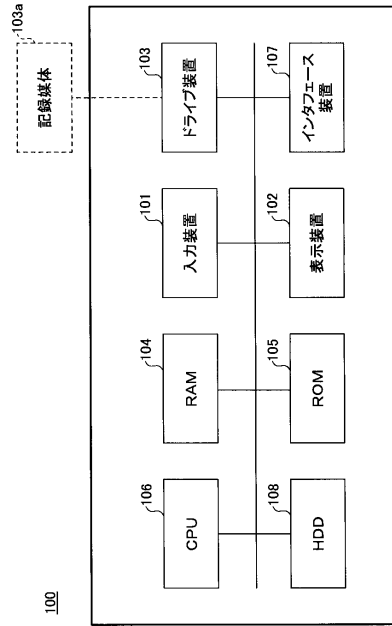 100
106
CPU
104
RAM
101
入力装置
103
ドライブ装置
103a
記録媒体
108
HDD
105
ROM
102
表示装置
107
インタフェース
装置